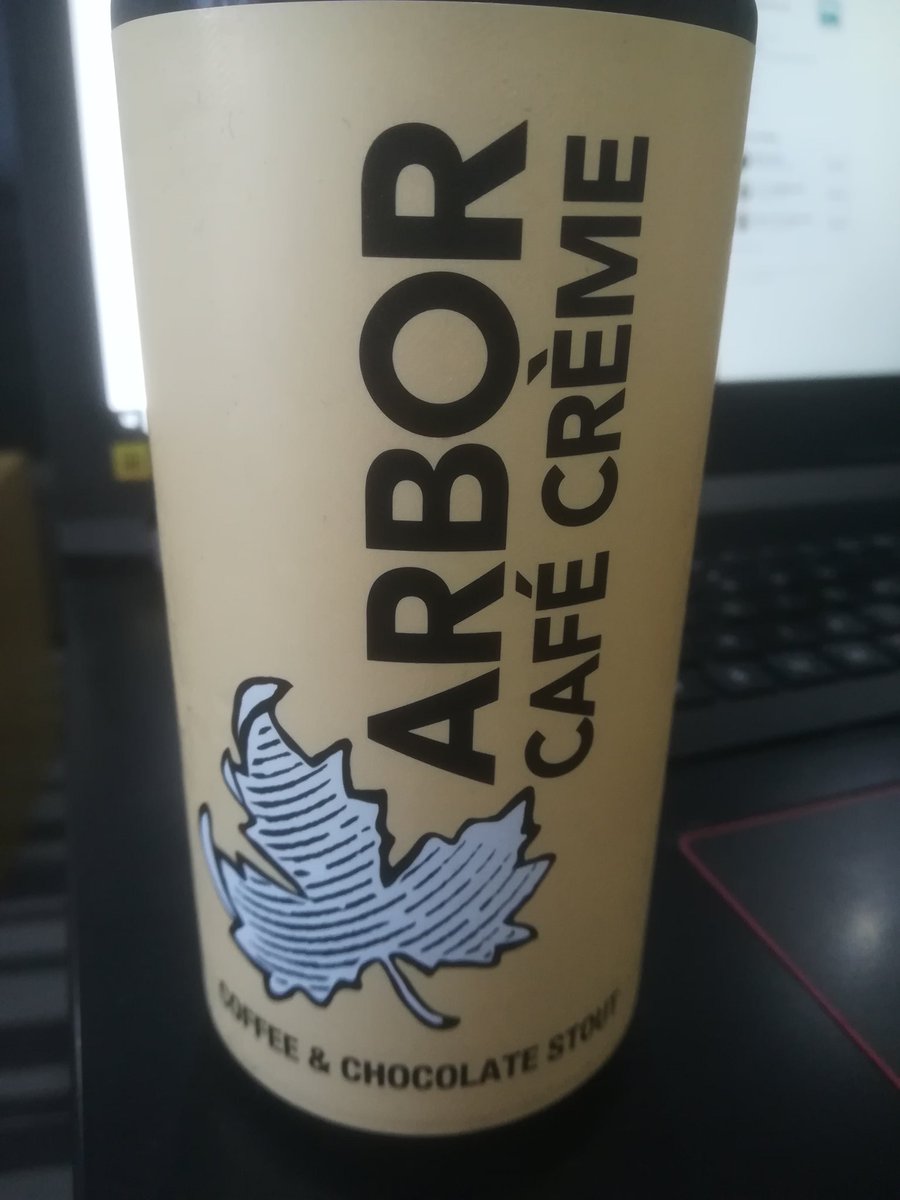 ARBOR
CAFÉ CRÈME
COFFEE & CHOCOLATE STOUT